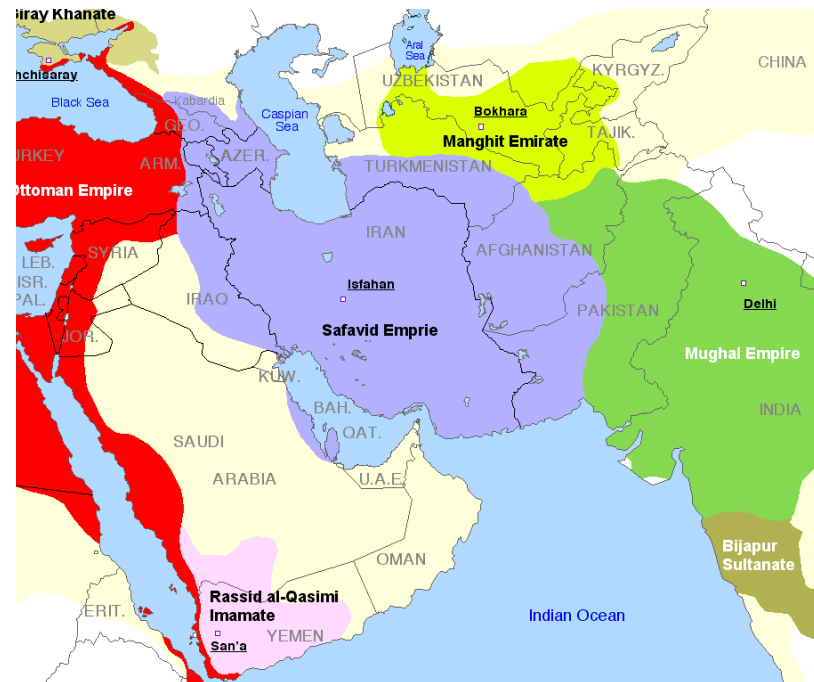 Giray Khanate
hchisaray
Black Sea
Kabardia
GEO.
Caspian
Sea
Aral
Sea
UZBEKISTAN
KYRGYZ.
CHINA
Bokhara
Manghit Emirate
TAJIK.
URKEY
ARM.
AZER.
TURKMENISTAN
Ottoman Empire
SYRIA
LEB.
ISR.
PAL.
JOR.
IRAQ
IRAN
AFGHANISTAN
Isfahan
Safavid Emprie
PAKISTAN
Delhi
Mughal Empire
INDIA
KUW.
BAH.
QAT.
U.A.E.
SAUDI
ARABIA
OMAN
Bijapur
Sultanate
Rassid al-Qasimi
Imamate
YEMEN
San'a
ERIT.
Indian Ocean